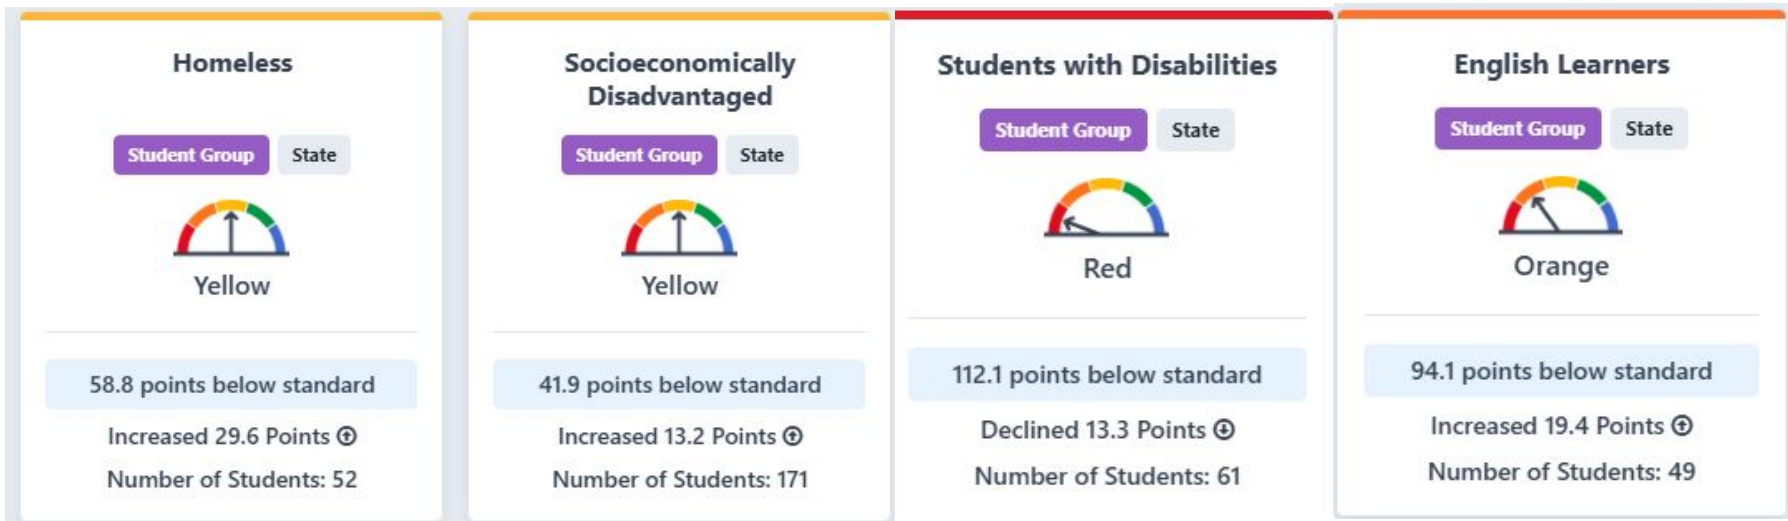 Homeless
Student Group State
Yellow
58.8 points below standard
Increased 29.6 Points
Number of Students: 52
Socioeconomically
Disadvantaged
Student Group State
Yellow
41.9 points below standard
Increased 13.2 Points
Number of Students: 171
Students with Disabilities
Student Group State
Red
112.1 points below standard
Declined 13.3 Points
Number of Students: 61
English Learners
Student Group State
Orange
94.1 points below standard
Increased 19.4 Points
Number of Students: 49